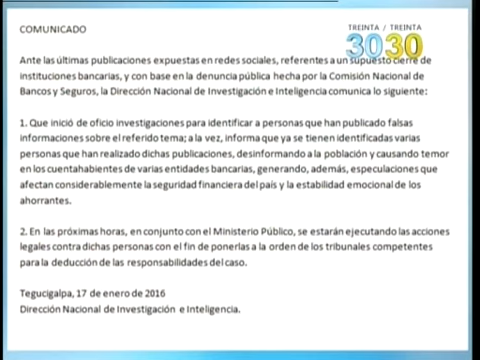 COMUNICADO
TREINTA / TREINTA
3030
Ante las últimas publicaciones expuestas en redes sociales, referentes a un supuesto cierre de
instituciones bancarias, y con base en la denuncia pública hecha por la Comisión Nacional de
Bancos y Seguros, la Dirección Nacional de Investigación e Inteligencia comunica lo siguiente:
1. Que inició de oficio investigaciones para identificar a personas que han publicado falsas
informaciones sobre el referido tema; a la vez, informa que ya se tienen identificadas varias
personas que han realizado dichas publicaciones, desinformando a la población y causando temor
en los cuentahabientes de varias entidades bancarias, generando, además, especulaciones que
afectan considerablemente la seguridad financiera del país y la estabilidad emocional de los
ahorrantes.
2. En las próximas horas, en conjunto con el Ministerio Público, se estarán ejecutando las acciones
legales contra dichas personas con el fin de ponerlas a la orden de los tribunales competentes
para la deducción de las responsabilidades del caso.
Tegucigalpa, 17 de enero de 2016
Dirección Nacional de Investigación e Inteligencia.